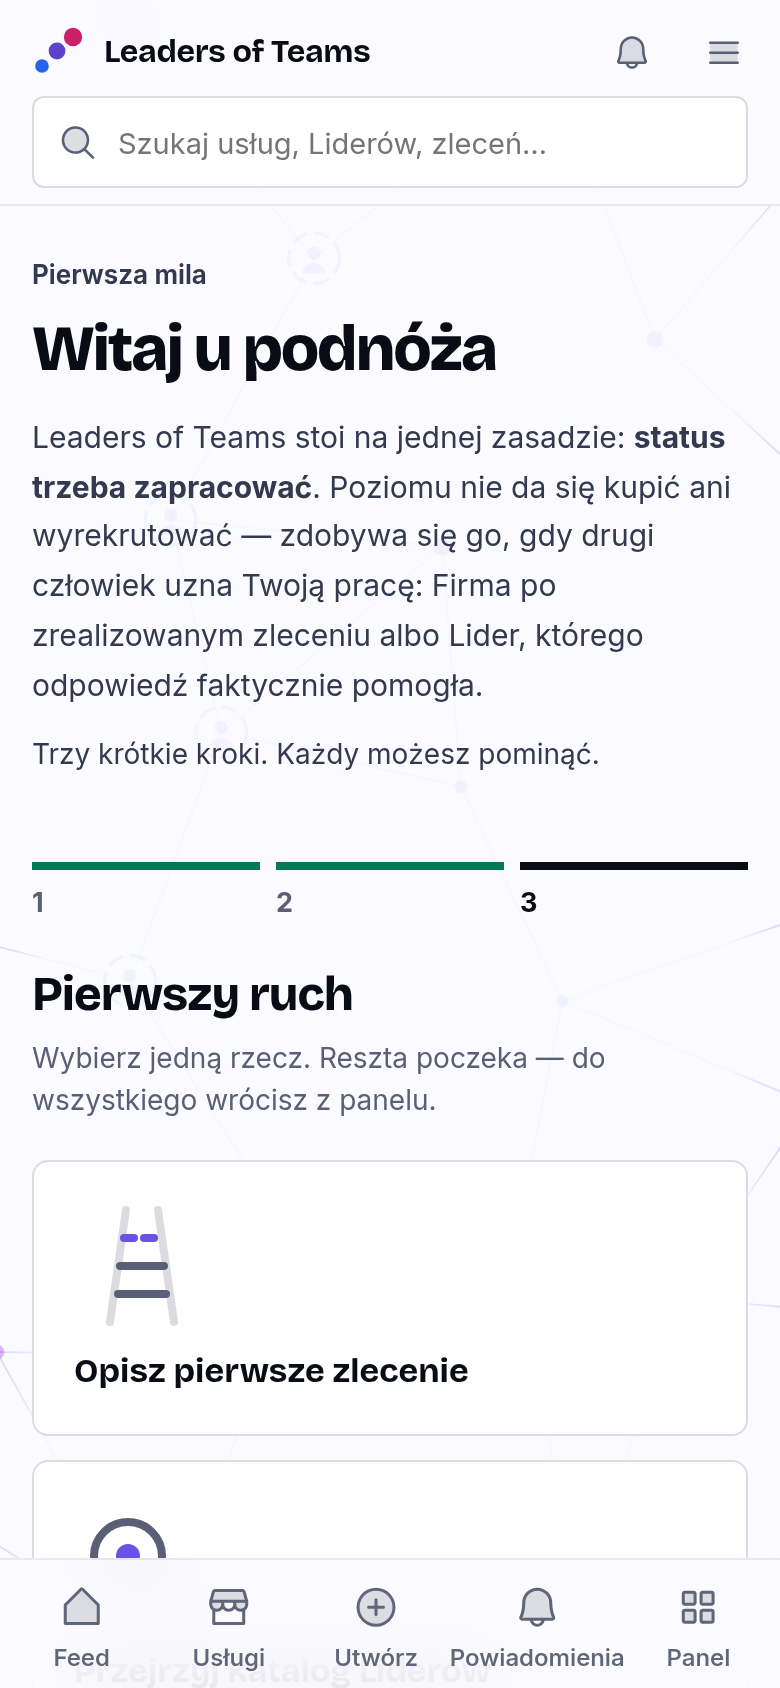 Leaders of Teams
Szukaj usług, Liderów, zleceń...
Pierwsza mila
Witaj u podnóża
Leaders of Teams stoi na jednej zasadzie: status
trzeba zapracować. Poziomu nie da się kupić ani
wyrekrutować — zdobywa się go, gdy drugi
człowiek uzna Twoją pracę: Firma po
zrealizowanym zleceniu albo Lider, którego
odpowiedź faktycznie pomogła.
Trzy krótkie kroki. Każdy możesz pominąć.
1 2 3
Pierwszy ruch
Wybierz jedną rzecz. Reszta poczeka — do
wszystkiego wrócisz z panelu.
Opisz pierwsze zlecenie
Feed Usługi Utwórz Powiadomienia Panel
Przejrzyj katalog Liderów